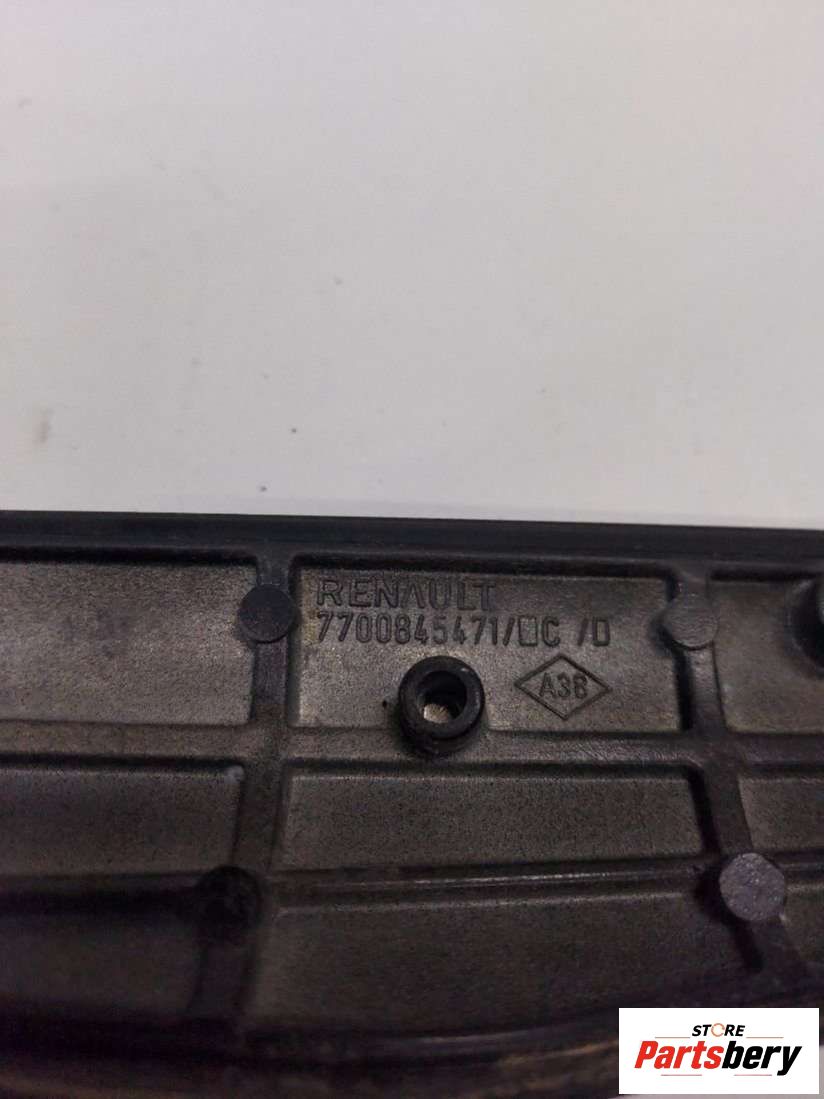 RENAULT
7700845471/□C /D
A38
STORE
Partsbery